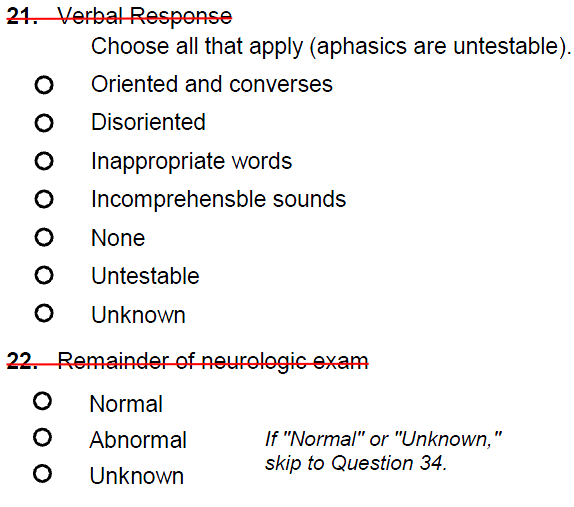 21. Verbal Response
Choose all that apply (aphasics are untestable).
Oriented and converses
Disoriented
Inappropriate words
Incomprehensble sounds
None
Untestable
Unknown
22. Remainder of neurologic exam
Normal
Abnormal
Unknown
If "Normal" or "Unknown,"
skip to Question 34.